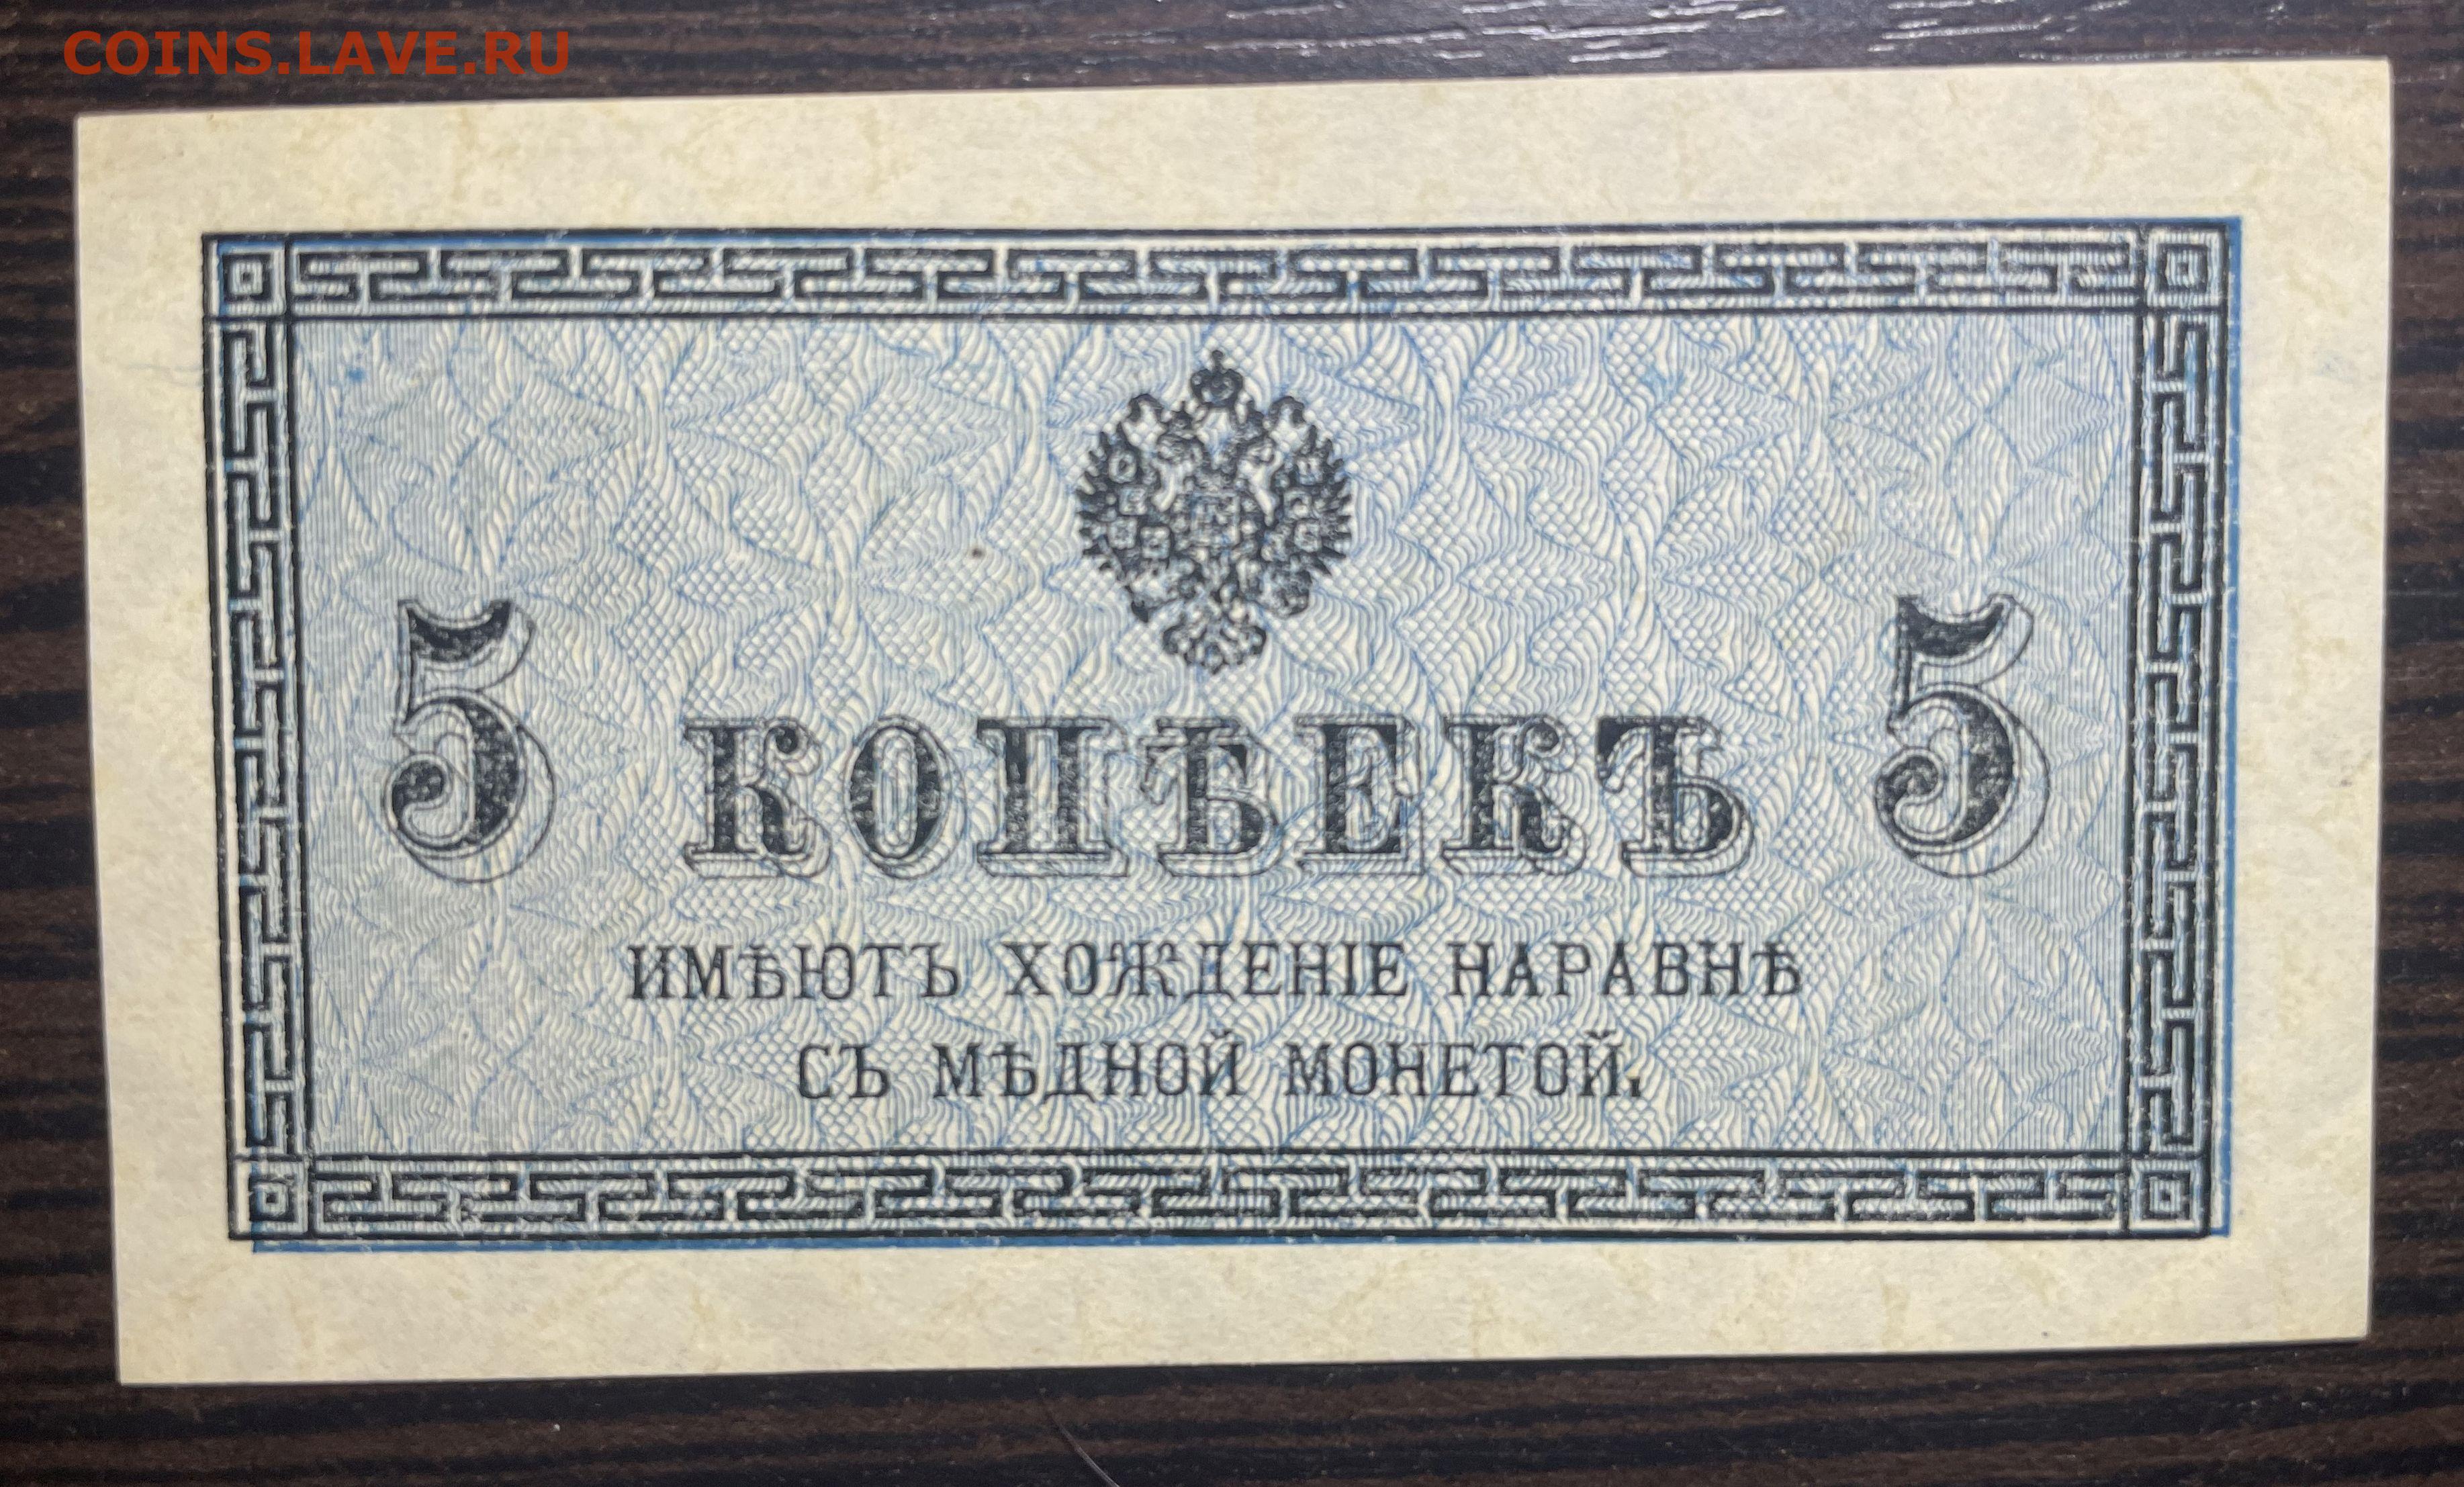 COINS.LAVE.RU
5 КОПѢЕКЪ 5
ИМѢЮТЪ ХОЖДЕНІЕ НАРАВНѢ
СЪ МѢДНОЙ МОНЕТОЙ.